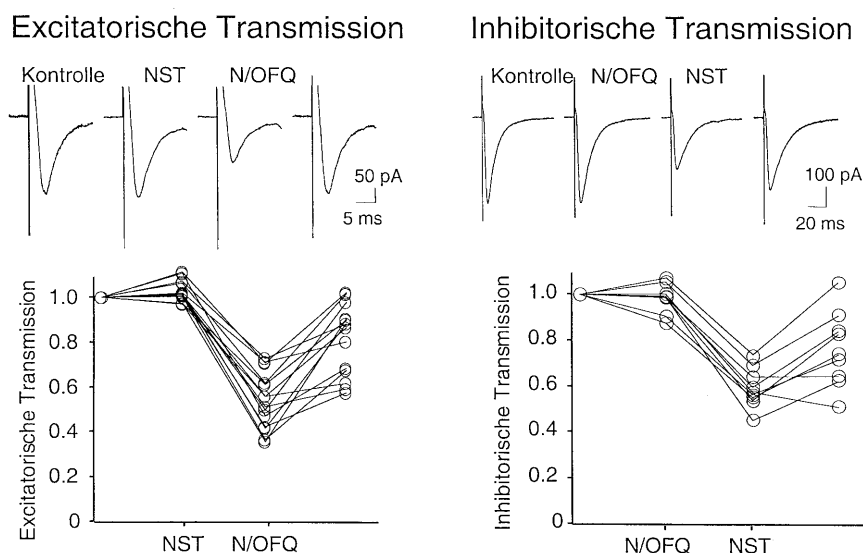 Excitatorische Transmission
Kontrolle NST N/OFQ
50 pA
5 ms
Excitatorische Transmission
1.0
0.8
0.6
0.4
0.2
0
NST N/OFQ
Inhibitorische Transmission
Kontrolle N/OFQ NST
100 pA
20 ms
Inhibitorische Transmission
1.0
0.8
0.6
0.4
0.2
0
N/OFQ NST